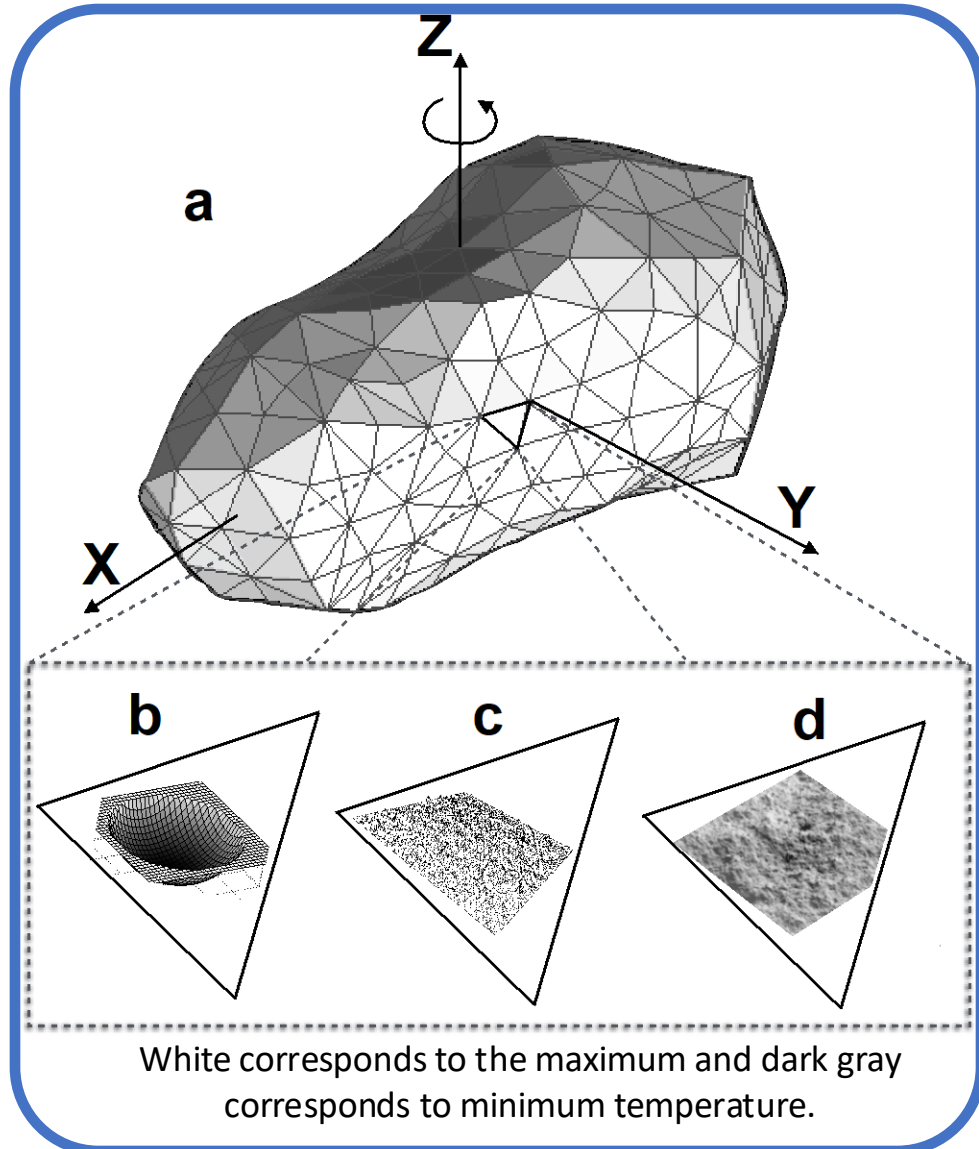 Z
a
Y
X
b c d
White corresponds to the maximum and dark gray
corresponds to minimum temperature.